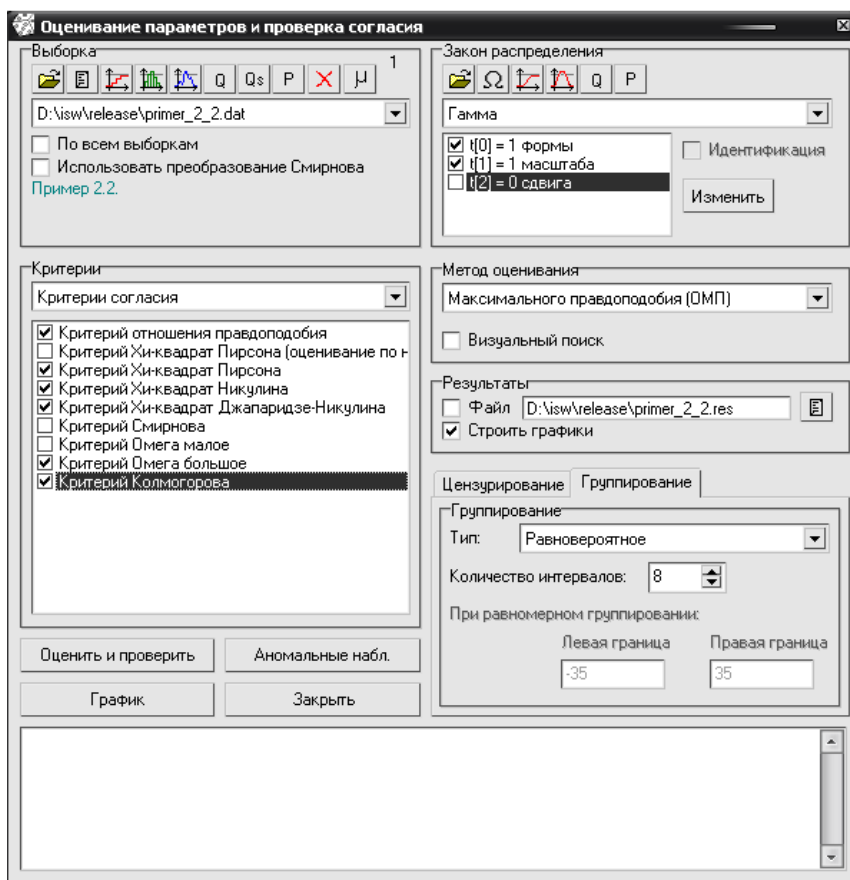 Оценивание параметров и проверка согласия
Выборка
1
Q Qs P μ
D:\isw\release\primer_2_2.dat
По всем выборкам
Использовать преобразование Смирнова
Пример 2.2.
Закон распределения
Ω Q P
Гамма
t[0] = 1 формы
t[1] = 1 масштаба
t[2] = 0 сдвига
Идентификация
Изменить
Критерии
Критерии согласия
Критерий отношения правдоподобия
Критерий Хи-квадрат Пирсона (оценивание по н
Критерий Хи-квадрат Пирсона
Критерий Хи-квадрат Никулина
Критерий Хи-квадрат Джапаридзе-Никулина
Критерий Смирнова
Критерий Омега малое
Критерий Омега большое
Критерий Колмогорова
Метод оценивания
Максимального правдоподобия (ОМП)
Визуальный поиск
Результаты
Файл D:\isw\release\primer_2_2.res
Строить графики
Цензурирование Группирование
Группирование
Тип: Равновероятное
Количество интервалов: 8
При равномерном группировании:
Левая граница Правая граница
-35 35
Оценить и проверить Аномальные набл.
График Закрыть